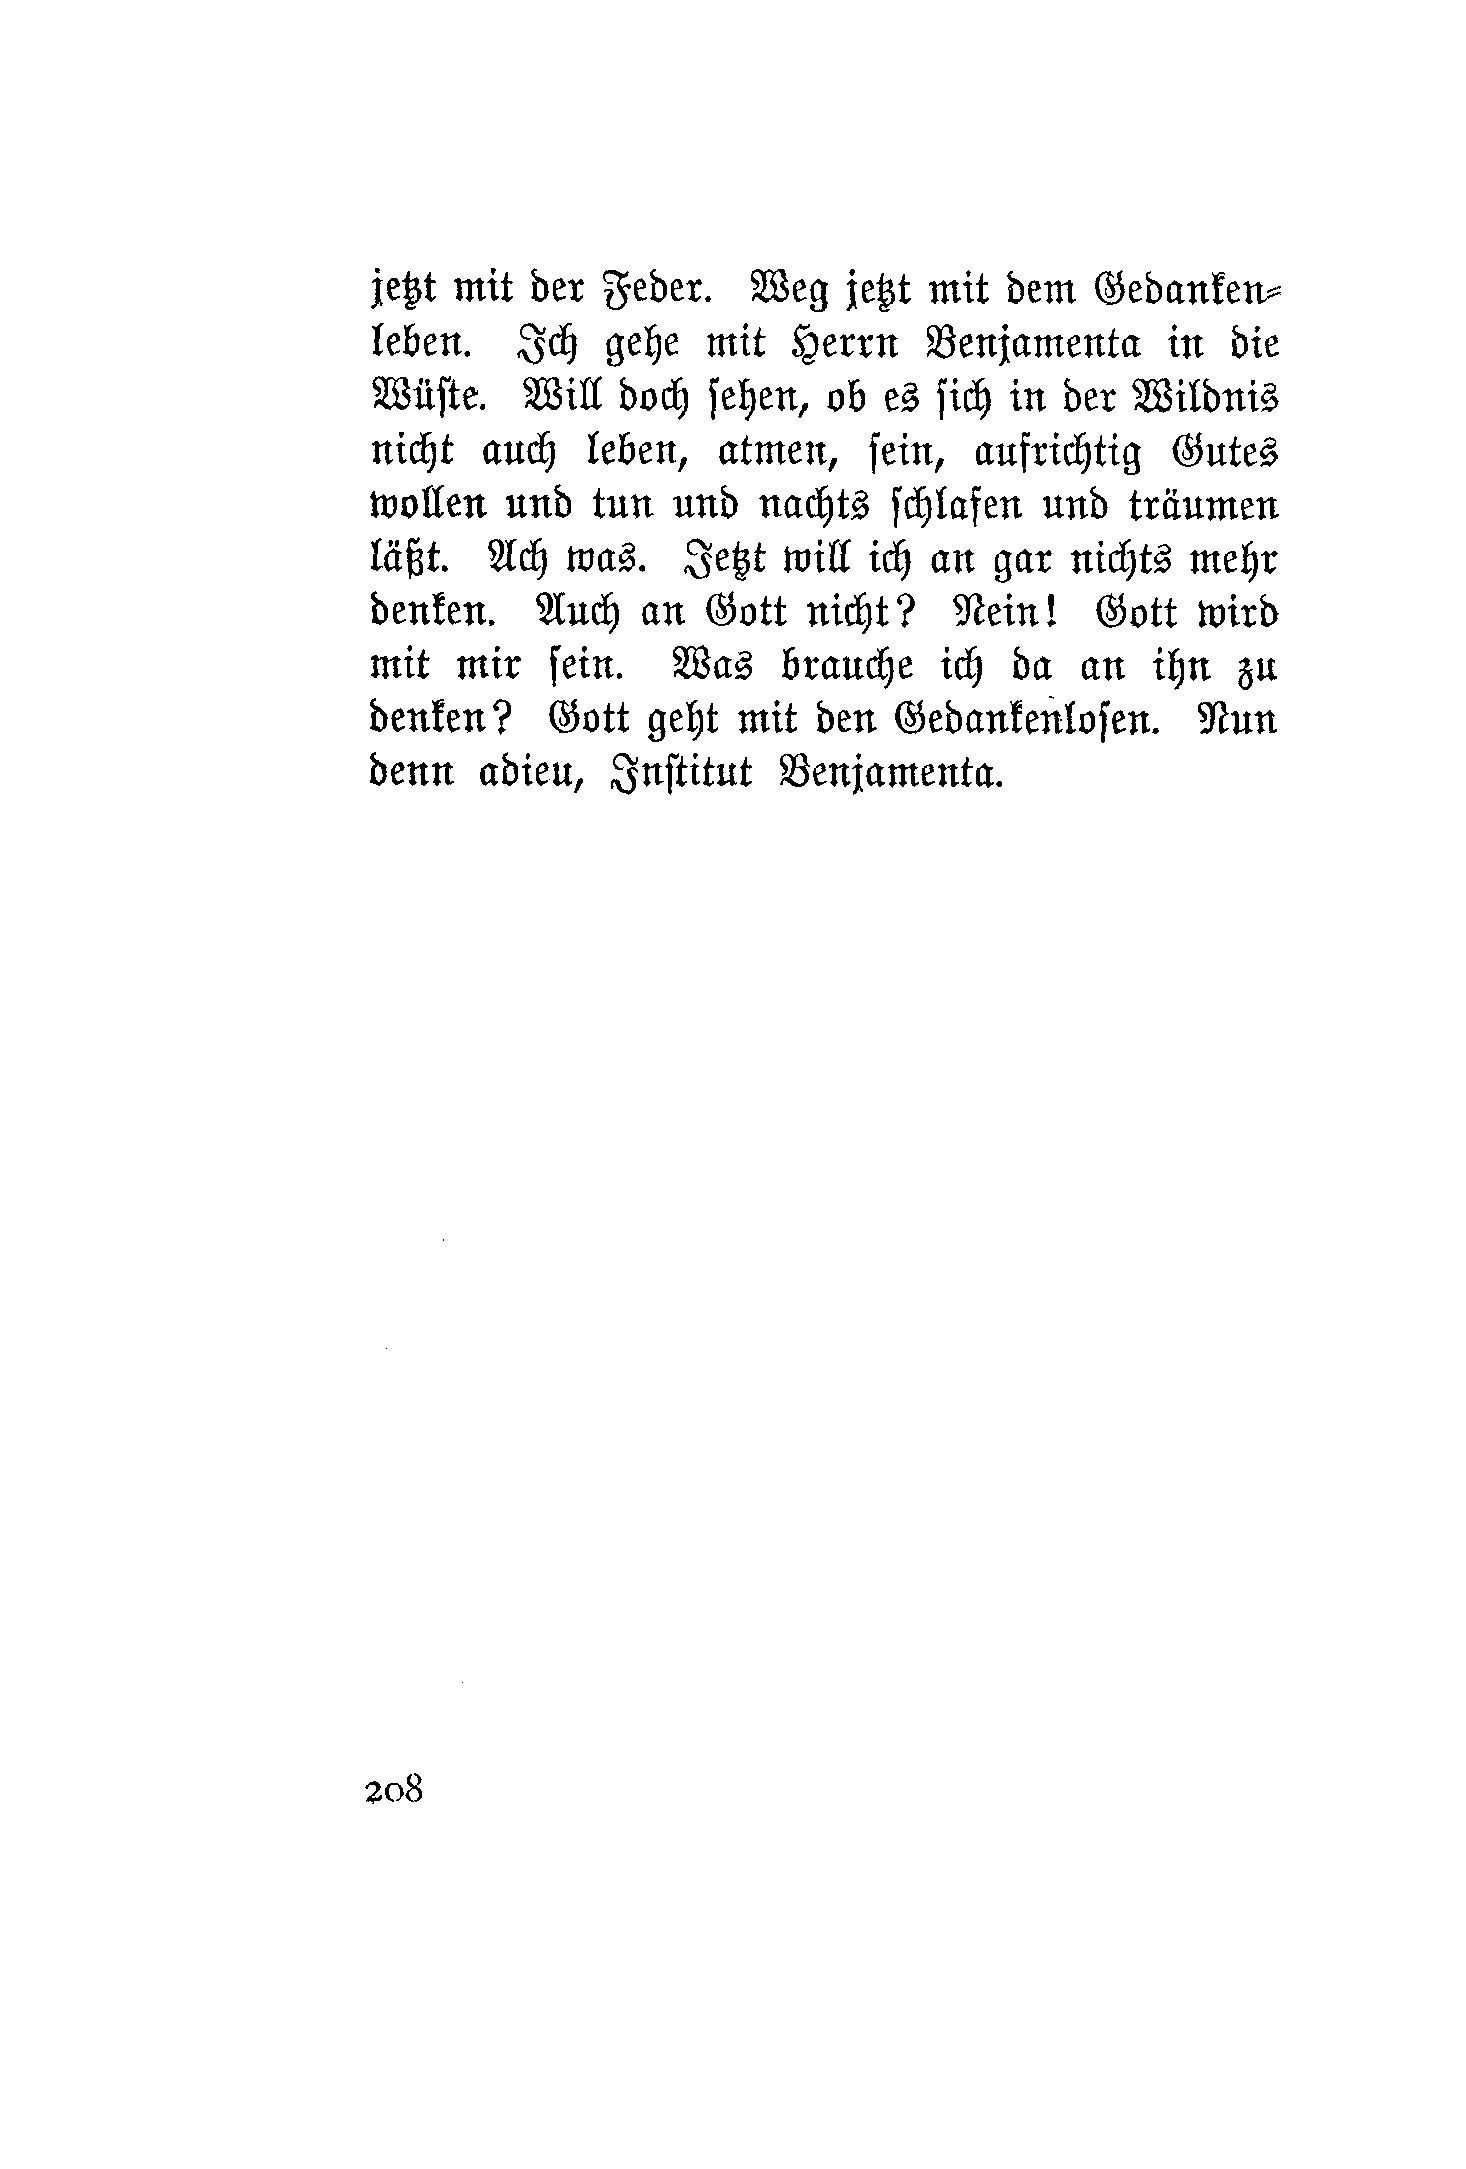 jetzt mit der Feder. Weg jetzt mit dem Gedanken-
leben. Ich gehe mit Herrn Benjamenta in die
Wüſte. Will doch ſehen, ob es ſich in der Wildnis
nicht auch leben, atmen, ſein, aufrichtig Gutes
wollen und tun und nachts ſchlafen und träumen
läßt. Ach was. Jetzt will ich an gar nichts mehr
denken. Auch an Gott nicht? Nein! Gott wird
mit mir ſein. Was brauche ich da an ihn zu
denken? Gott geht mit den Gedankenloſen. Nun
denn adieu, Inſtitut Benjamenta.
208